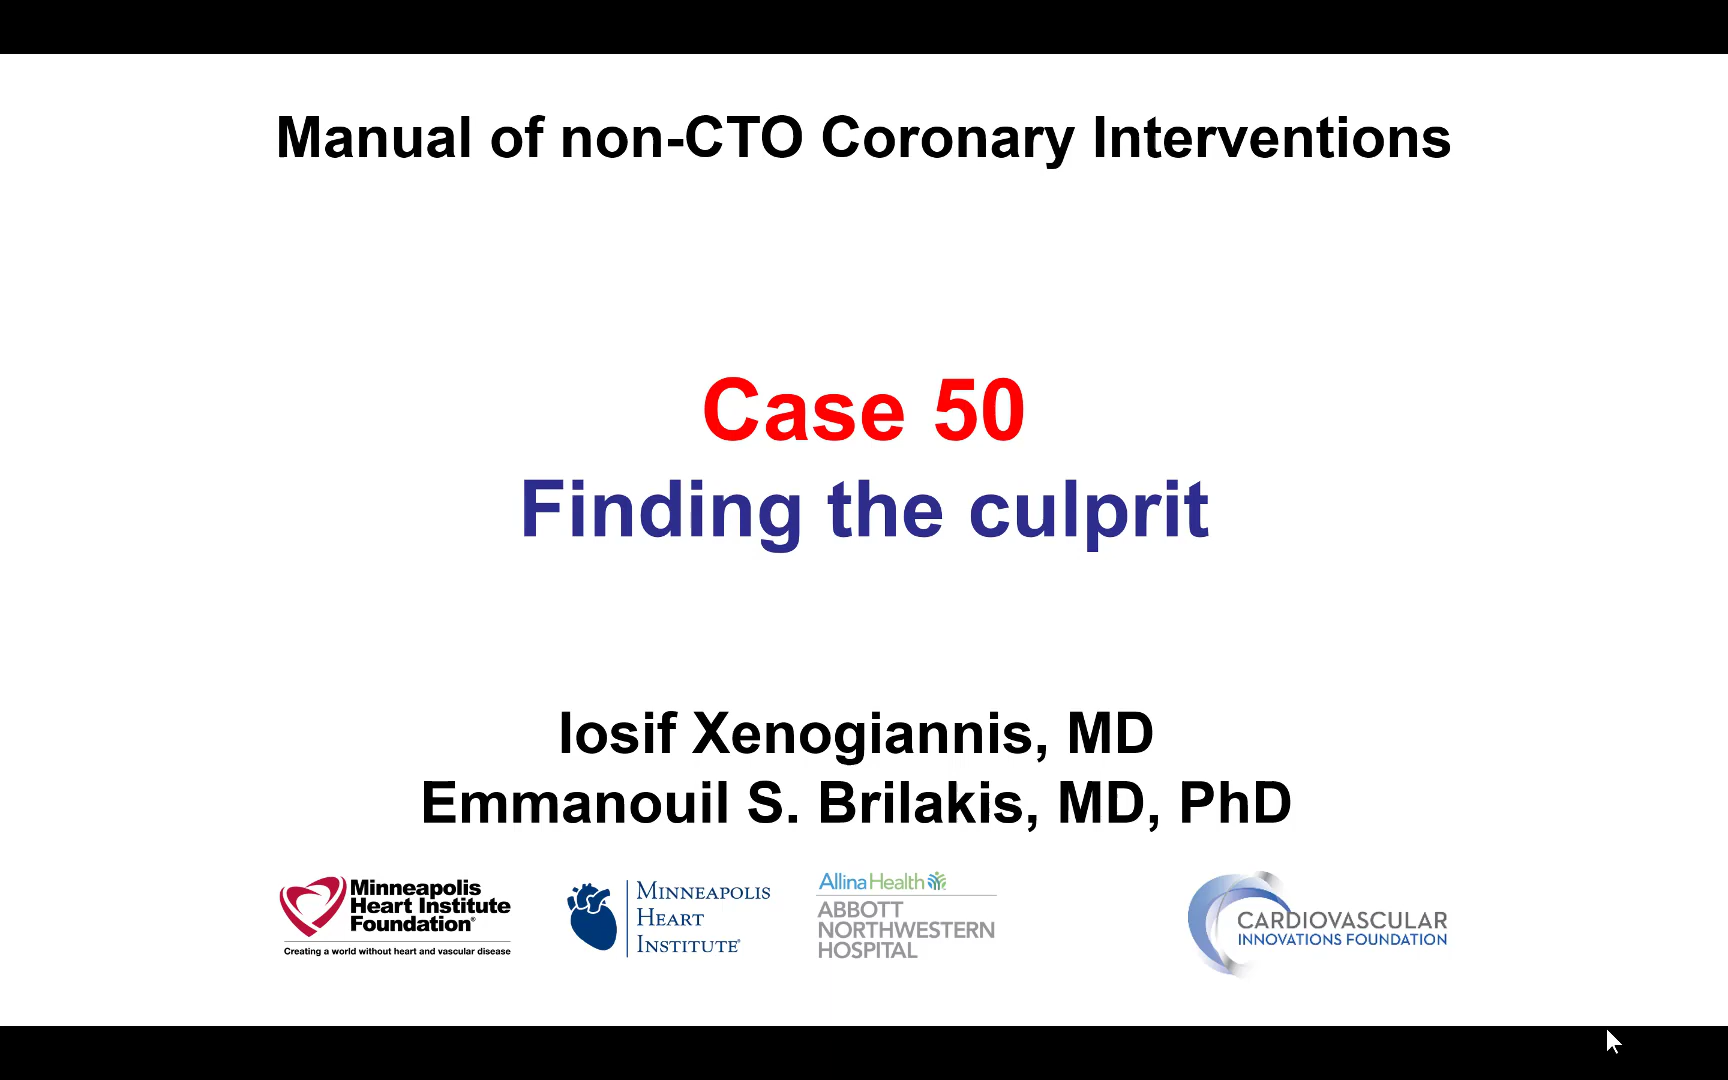 Manual of non-CTO Coronary Interventions
Case 50
Finding the culprit
Iosif Xenogiannis, MD
Emmanouil S. Brilakis, MD, PhD
Minneapolis
Heart Institute
Foundation®
Creating a world without heart and vascular disease
MINNEAPOLIS
HEART
INSTITUTE®
Allina Health
ABBOTT
NORTHWESTERN
HOSPITAL
CARDIOVASCULAR
INNOVATIONS FOUNDATION